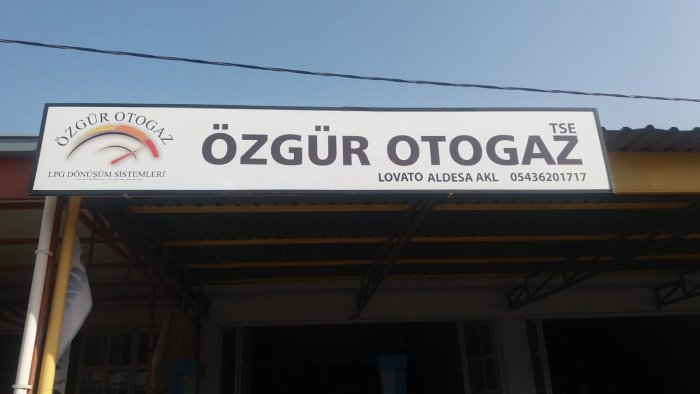 ÖZGÜR OTOGAZ
LPG DÖNÜŞÜM SİSTEMLERİ
ÖZGÜR OTOGAZ
TSE
LOVATO ALDESA AKL 05436201717